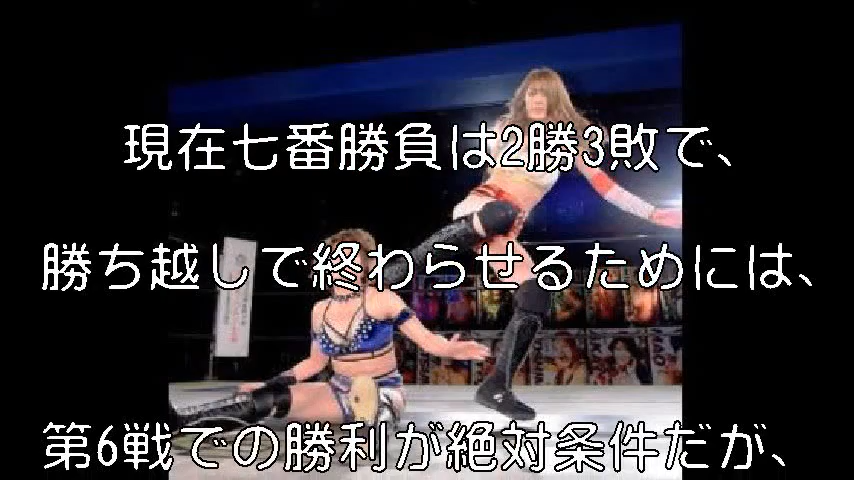 現在七番勝負は2勝3敗で、
勝ち越しで終わらせるためには、
第6戦での勝利が絶対条件だが、